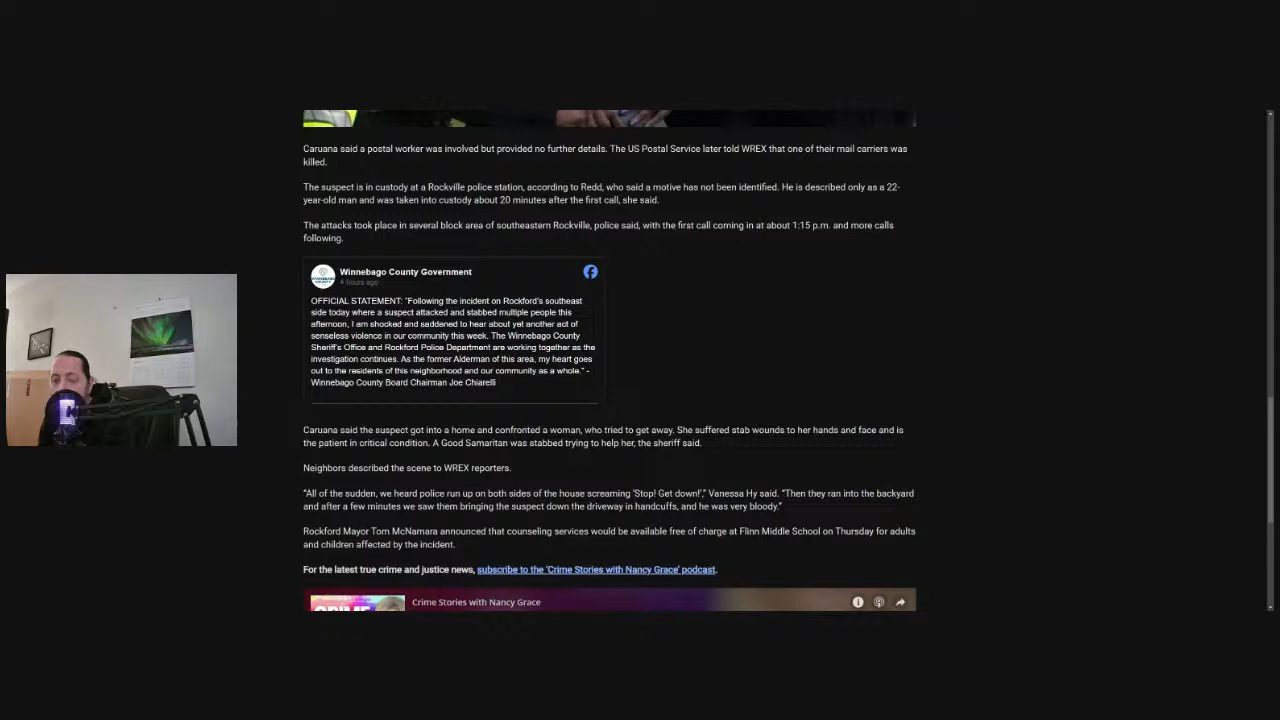 Caruana said a postal worker was involved but provided no further details. The US Postal Service later told WREX that one of their mail carriers was
killed.
The suspect is in custody at a Rockville police station, according to Redd, who said a motive has not been identified. He is described only as a 22-
year-old man and was taken into custody about 20 minutes after the first call, she said.
The attacks took place in several block area of southeastern Rockville, police said, with the first call coming in at about 1:15 p.m. and more calls
following.
Winnebago County Government
4 hours ago
OFFICIAL STATEMENT: "Following the incident on Rockford's southeast
side today where a suspect attacked and stabbed multiple people this
afternoon, I am shocked and saddened to hear about yet another act of
senseless violence in our community this week. The Winnebago County
Sheriff's Office and Rockford Police Department are working together as the
investigation continues. As the former Alderman of this area, my heart goes
out to the residents of this neighborhood and our community as a whole." -
Winnebago County Board Chairman Joe Chiarelli
Caruana said the suspect got into a home and confronted a woman, who tried to get away. She suffered stab wounds to her hands and face and is
the patient in critical condition. A Good Samaritan was stabbed trying to help her, the sheriff said.
Neighbors described the scene to WREX reporters.
“All of the sudden, we heard police run up on both sides of the house screaming ‘Stop! Get down!’,” Vanessa Hy said. “Then they ran into the backyard
and after a few minutes we saw them bringing the suspect down the driveway in handcuffs, and he was very bloody.”
Rockford Mayor Tom McNamara announced that counseling services would be available free of charge at Flinn Middle School on Thursday for adults
and children affected by the incident.
For the latest true crime and justice news, subscribe to the ‘Crime Stories with Nancy Grace’ podcast.
CRIME
Crime Stories with Nancy Grace